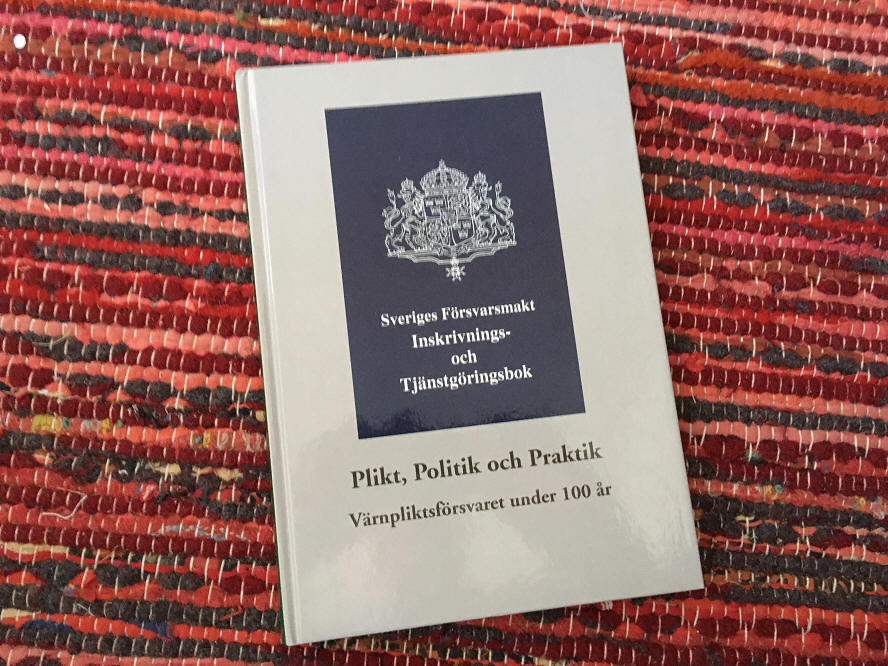 Sveriges Försvarsmakt
Inskrivnings-
och
Tjänstgöringsbok
Plikt, Politik och Praktik
Värnpliktsförsvaret under 100 år